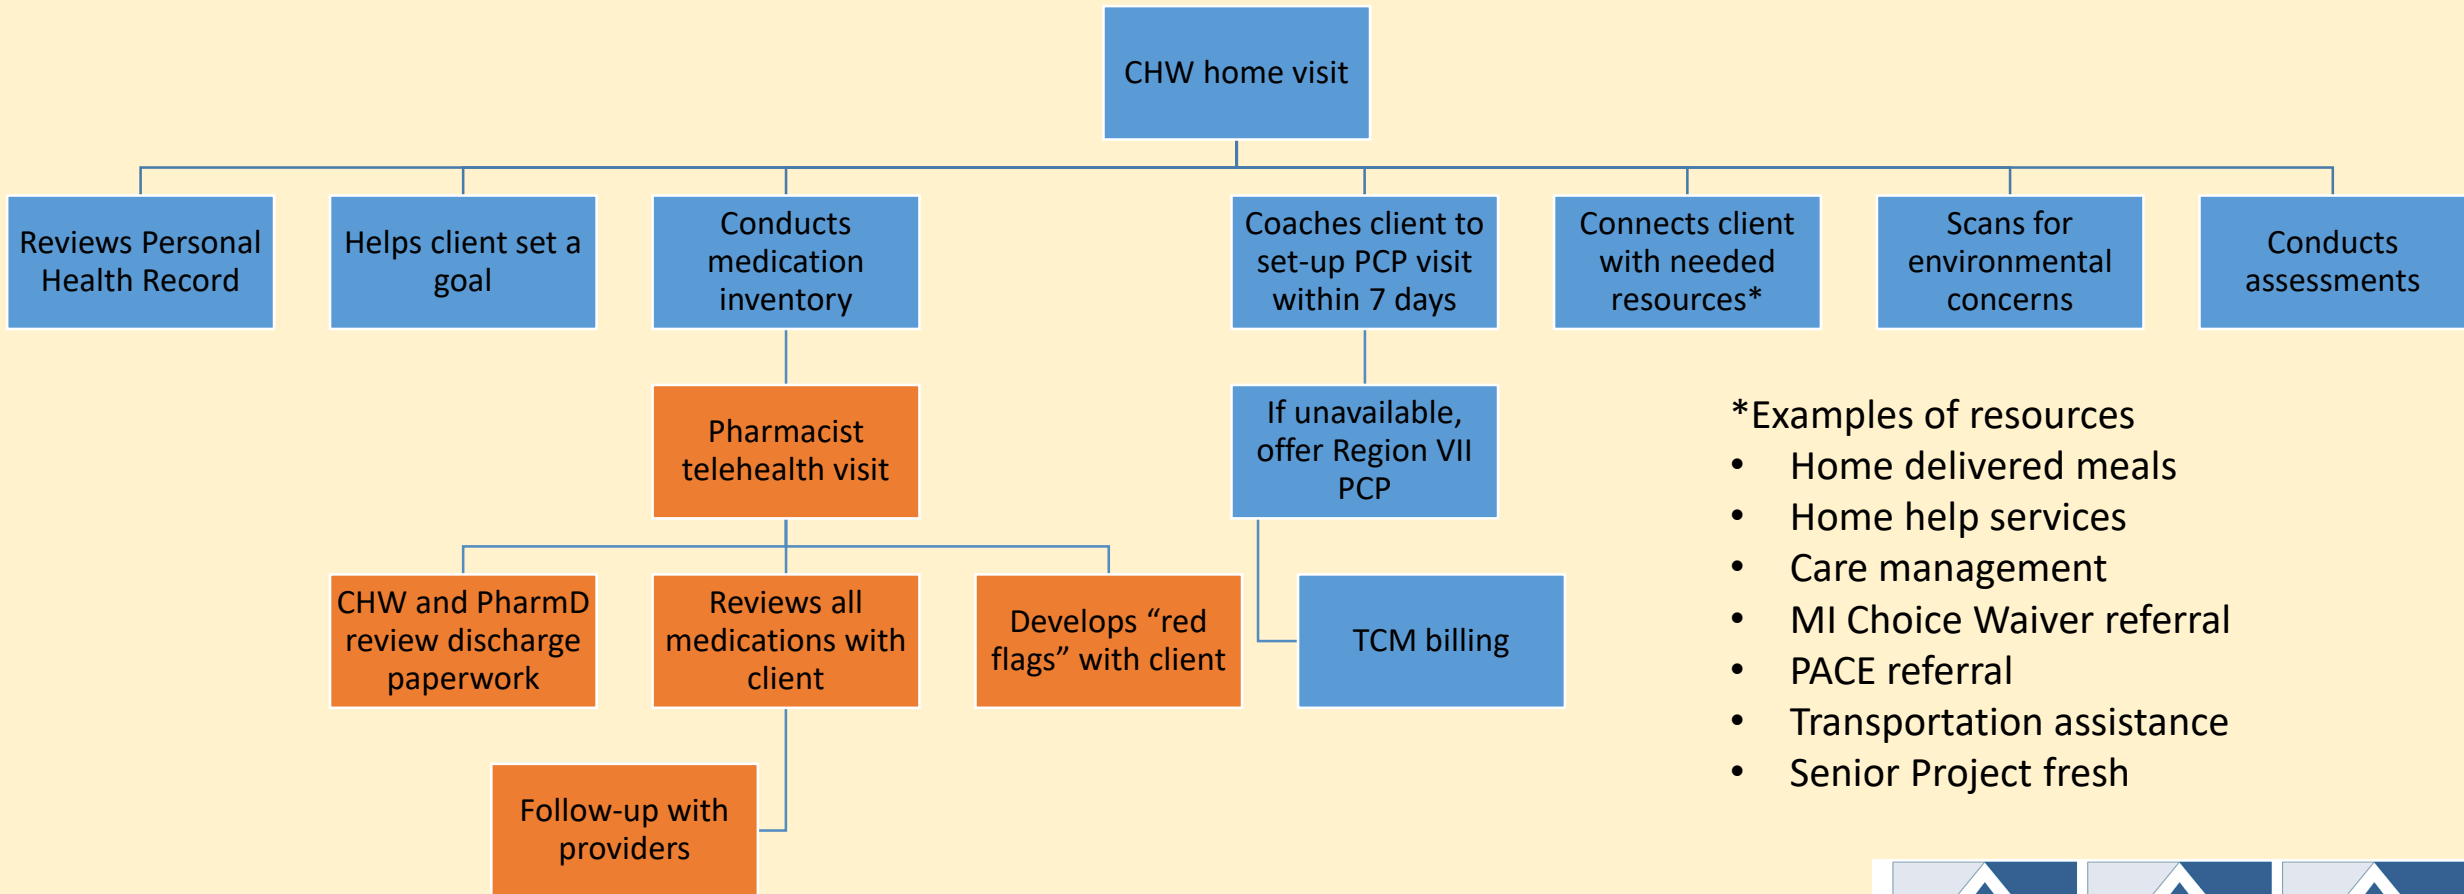 CHW home visit
Reviews Personal
Health Record
Helps client set a
goal
Conducts
medication
inventory
Coaches client to
set-up PCP visit
within 7 days
Connects client
with needed
resources*
Scans for
environmental
concerns
Conducts
assessments
Pharmacist
telehealth visit
If unavailable,
offer Region VII
PCP
CHW and PharmD
review discharge
paperwork
Reviews all
medications with
client
Develops “red
flags” with client
TCM billing
Follow-up with
providers
*Examples of resources
• Home delivered meals
• Home help services
• Care management
• MI Choice Waiver referral
• PACE referral
• Transportation assistance
• Senior Project fresh